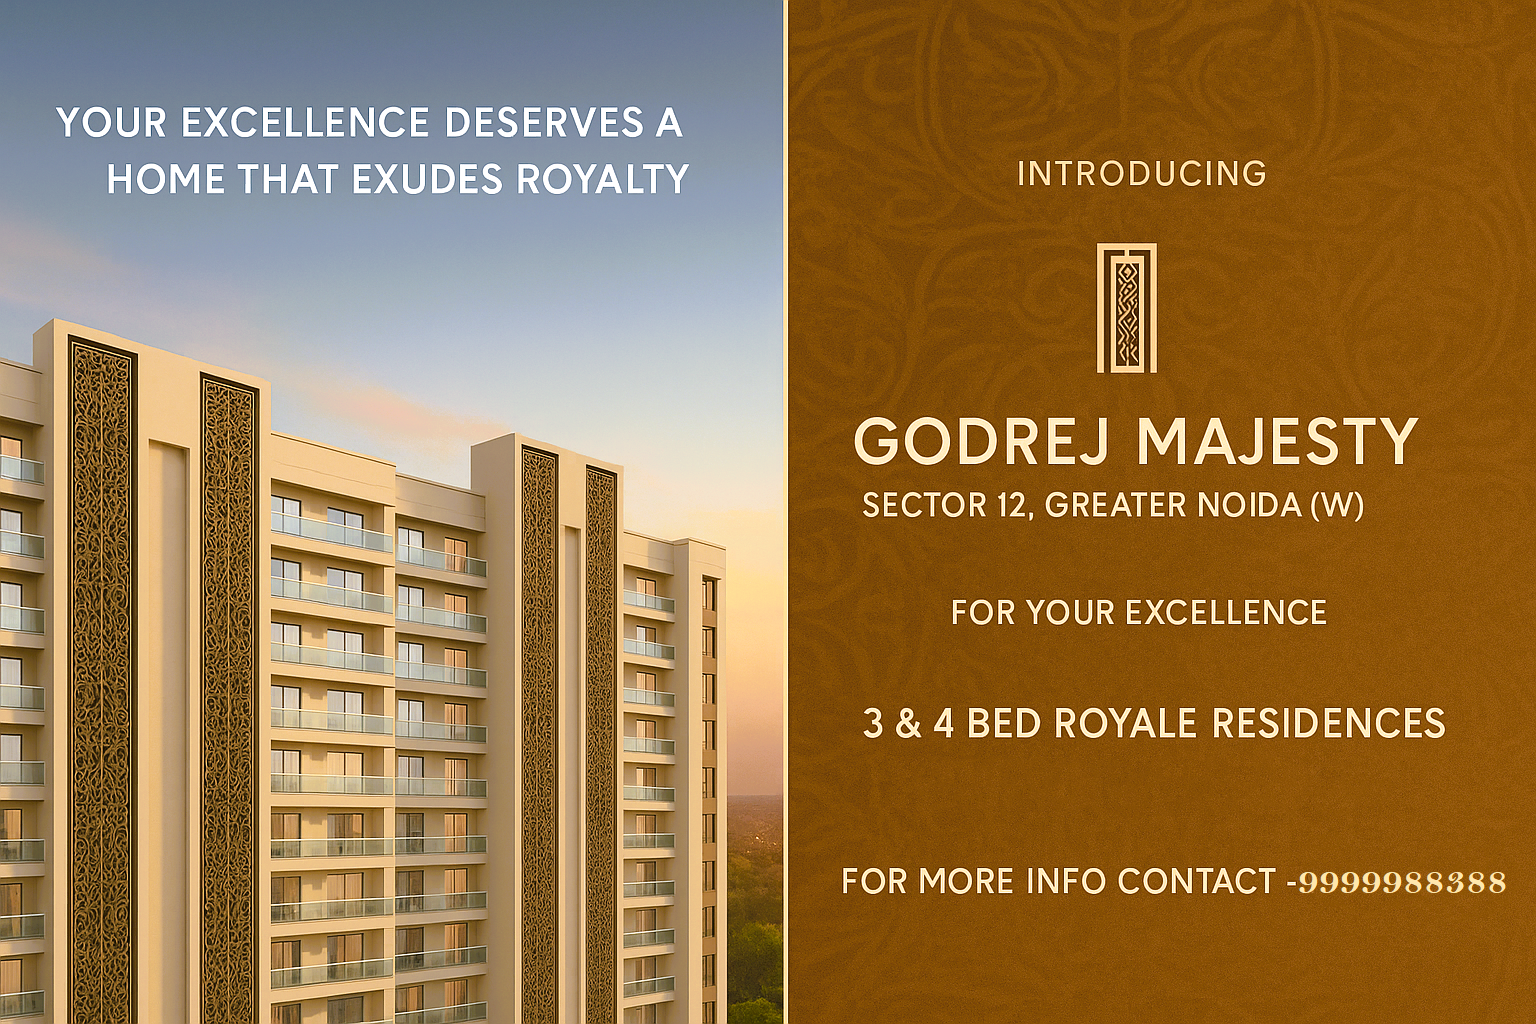 YOUR EXCELLENCE DESERVES A
HOME THAT EXUDES ROYALTY
INTRODUCING
GODREJ MAJESTY
SECTOR 12, GREATER NOIDA (W)
FOR YOUR EXCELLENCE
3 & 4 BED ROYALE RESIDENCES
FOR MORE INFO CONTACT -9999988388